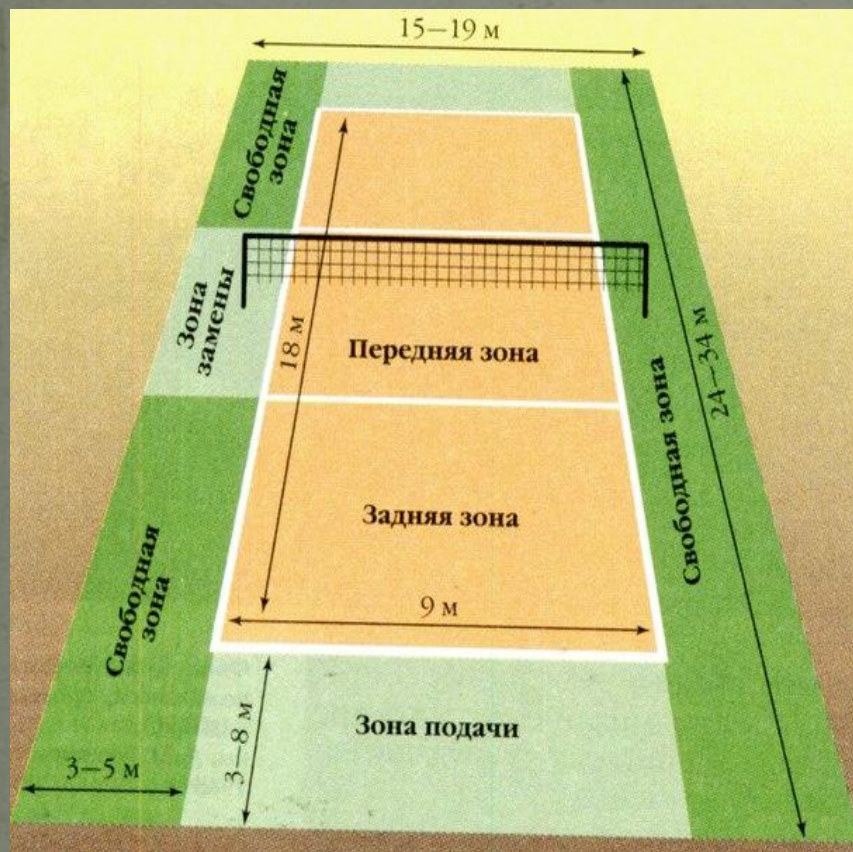 15—19 м
Свободная
зона
Зона
замены
18 м
Передняя зона
24—34 м
Свободная зона
Задняя зона
Свободная
зона
9 м
Зона подачи
3—8 м
3—5 м